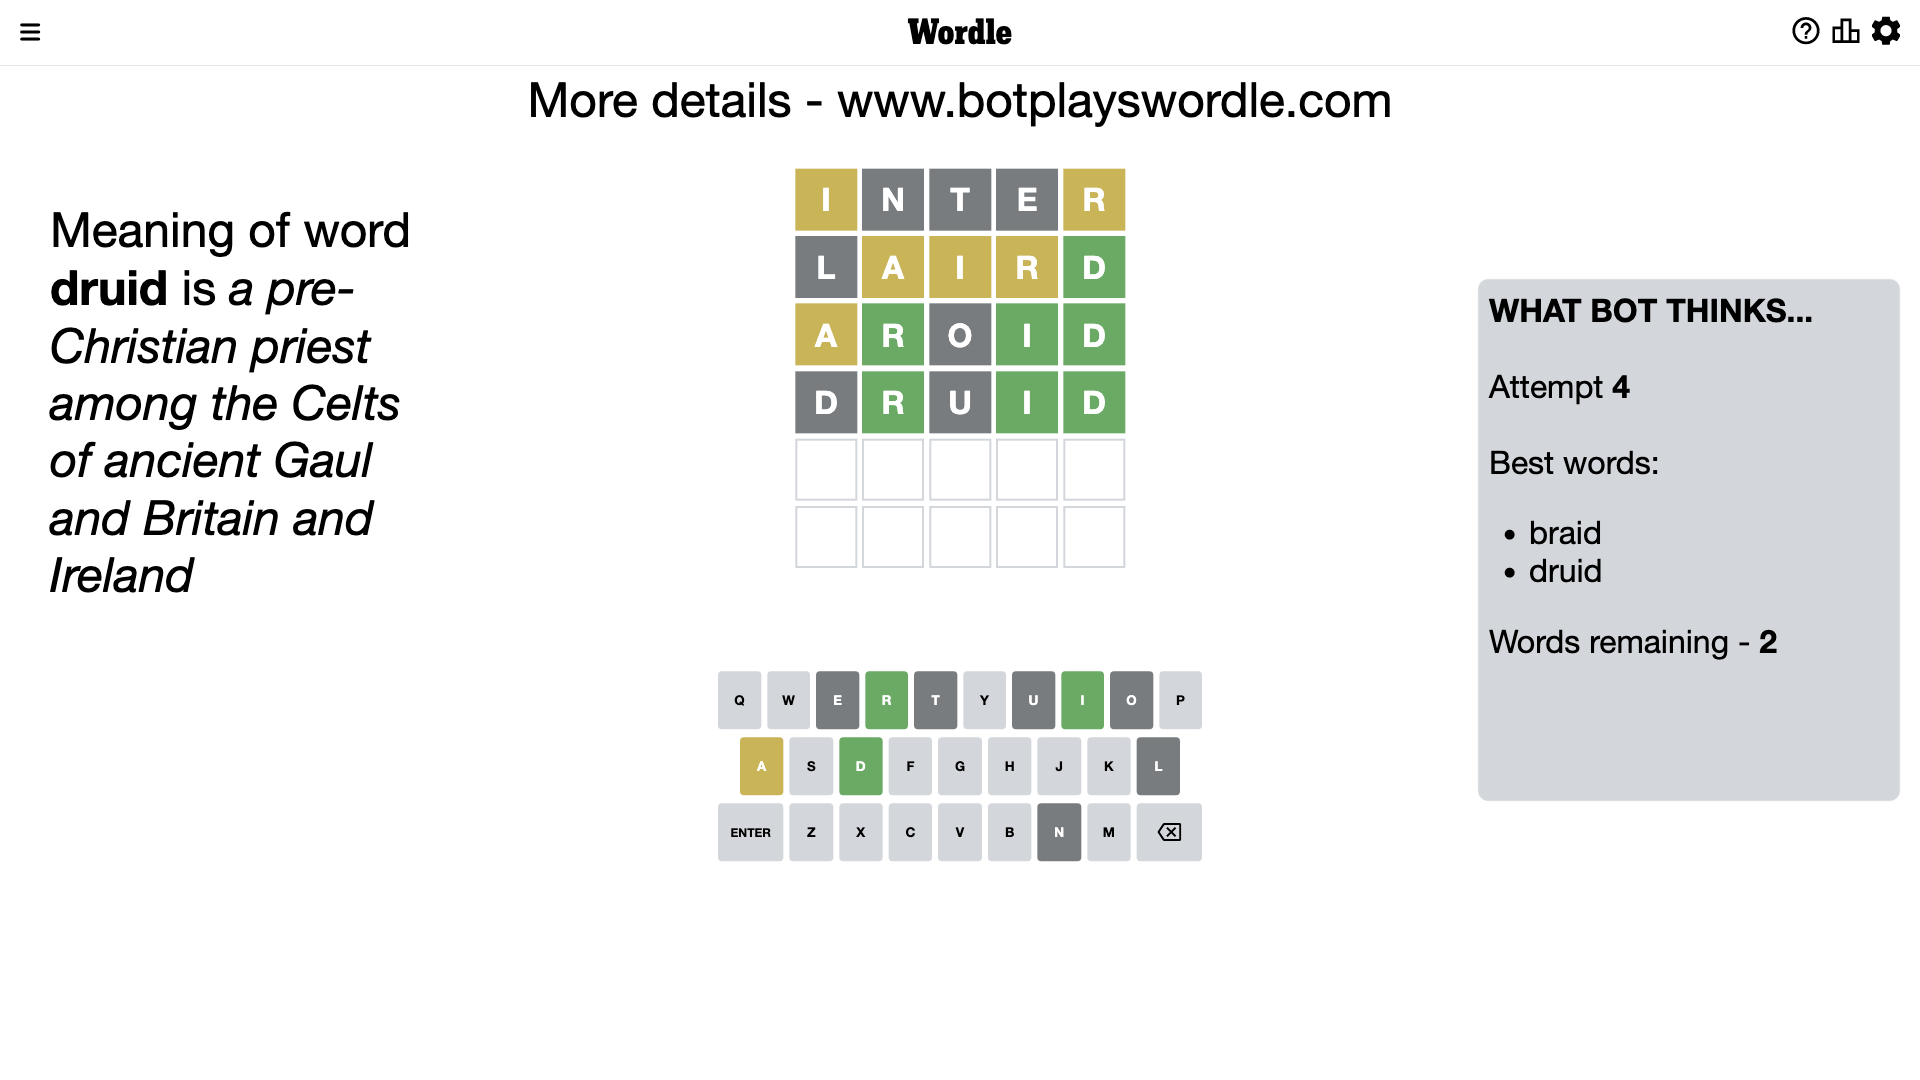 Wordle
More details - www.botplayswordle.com
Meaning of word
druid is a pre-
Christian priest
among the Celts
of ancient Gaul
and Britain and
Ireland
I N T E R
L A I R D
A R O I D
D R U I D
WHAT BOT THINKS...
Attempt 4
Best words:
• braid
• druid
Words remaining - 2
Q W E R T Y U I O P
A S D F G H J K L
ENTER Z X C V B N M